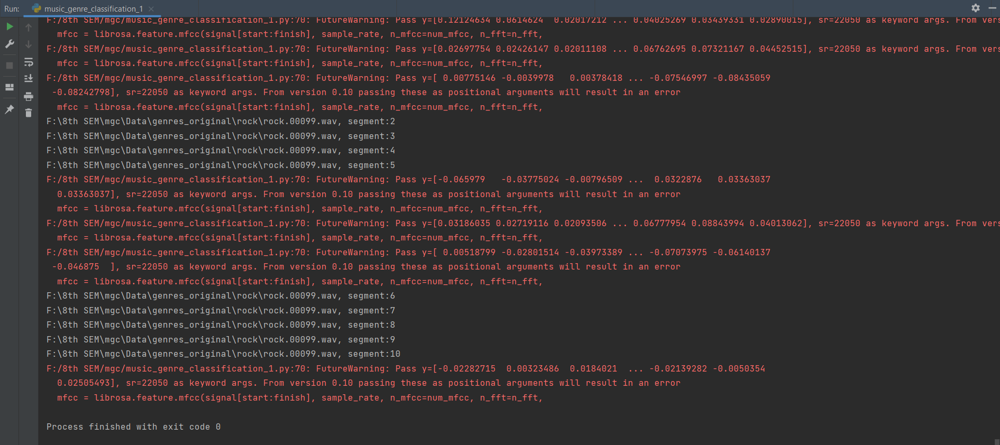 Run: music_genre_classification_1
F:/8th SEM/mgc/music_genre_classification_1.py:70: FutureWarning: Pass y=[0.12124634 0.0614624  0.02017212 ... 0.04025269 0.03439331 0.02890015], sr=22050 as keyword args. From vers
mfcc = librosa.feature.mfcc(signal[start:finish], sample_rate, n_mfcc=num_mfcc, n_fft=n_fft,
F:/8th SEM/mgc/music_genre_classification_1.py:70: FutureWarning: Pass y=[0.02697754 0.02426147 0.02011108 ... 0.06762695 0.07321167 0.04452515], sr=22050 as keyword args. From vers
mfcc = librosa.feature.mfcc(signal[start:finish], sample_rate, n_mfcc=num_mfcc, n_fft=n_fft,
F:/8th SEM/mgc/music_genre_classification_1.py:70: FutureWarning: Pass y=[ 0.00775146 -0.0039978   0.00378418 ... -0.07546997 -0.08435059
-0.08242798], sr=22050 as keyword args. From version 0.10 passing these as positional arguments will result in an error
mfcc = librosa.feature.mfcc(signal[start:finish], sample_rate, n_mfcc=num_mfcc, n_fft=n_fft,
F:\8th SEM\mgc\Data\genres_original\rock\rock.00099.wav, segment:2
F:\8th SEM\mgc\Data\genres_original\rock\rock.00099.wav, segment:3
F:\8th SEM\mgc\Data\genres_original\rock\rock.00099.wav, segment:4
F:\8th SEM\mgc\Data\genres_original\rock\rock.00099.wav, segment:5
F:/8th SEM/mgc/music_genre_classification_1.py:70: FutureWarning: Pass y=[-0.065979   -0.03775024 -0.00796509 ...  0.0322876   0.03363037
0.03363037], sr=22050 as keyword args. From version 0.10 passing these as positional arguments will result in an error
mfcc = librosa.feature.mfcc(signal[start:finish], sample_rate, n_mfcc=num_mfcc, n_fft=n_fft,
F:/8th SEM/mgc/music_genre_classification_1.py:70: FutureWarning: Pass y=[0.03186035 0.02719116 0.02093506 ... 0.06777954 0.08843994 0.04013062], sr=22050 as keyword args. From vers
mfcc = librosa.feature.mfcc(signal[start:finish], sample_rate, n_mfcc=num_mfcc, n_fft=n_fft,
F:/8th SEM/mgc/music_genre_classification_1.py:70: FutureWarning: Pass y=[ 0.00518799 -0.02801514 -0.03973389 ... -0.07073975 -0.06140137
-0.046875  ], sr=22050 as keyword args. From version 0.10 passing these as positional arguments will result in an error
mfcc = librosa.feature.mfcc(signal[start:finish], sample_rate, n_mfcc=num_mfcc, n_fft=n_fft,
F:\8th SEM\mgc\Data\genres_original\rock\rock.00099.wav, segment:6
F:\8th SEM\mgc\Data\genres_original\rock\rock.00099.wav, segment:7
F:\8th SEM\mgc\Data\genres_original\rock\rock.00099.wav, segment:8
F:\8th SEM\mgc\Data\genres_original\rock\rock.00099.wav, segment:9
F:\8th SEM\mgc\Data\genres_original\rock\rock.00099.wav, segment:10
F:/8th SEM/mgc/music_genre_classification_1.py:70: FutureWarning: Pass y=[-0.02282715  0.00323486  0.0184021  ... -0.02139282 -0.0050354
0.02505493], sr=22050 as keyword args. From version 0.10 passing these as positional arguments will result in an error
mfcc = librosa.feature.mfcc(signal[start:finish], sample_rate, n_mfcc=num_mfcc, n_fft=n_fft,
Process finished with exit code 0